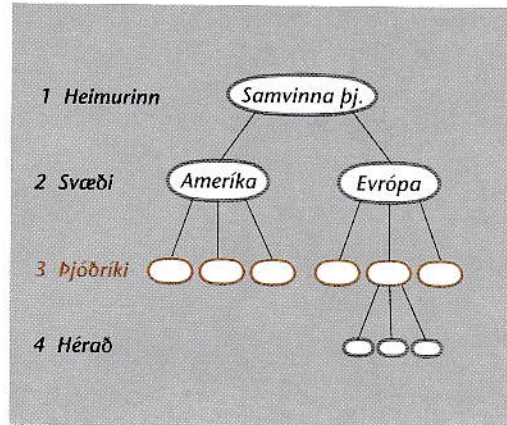 1 Heimurinn
Samvinna þj.
2 Svæði
Ameríka
Evrópa
3 Þjóðríki
4 Hérað